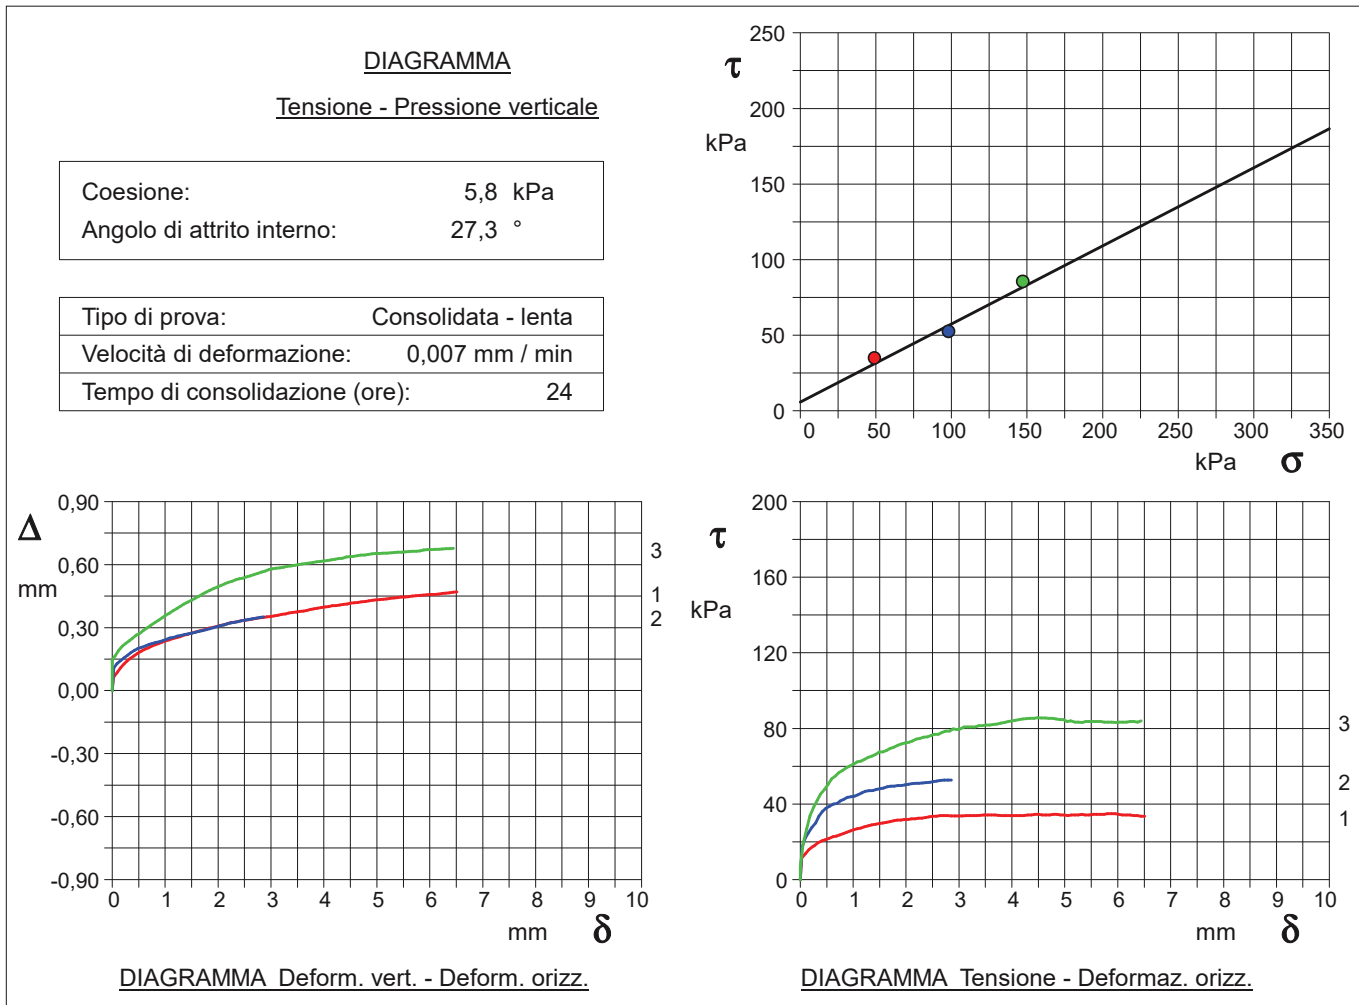 DIAGRAMMA
Tensione - Pressione verticale
Coesione: 5,8 kPa
Angolo di attrito interno: 27,3 °
Tipo di prova: Consolidata - lenta
Velocità di deformazione: 0,007 mm / min
Tempo di consolidazione (ore): 24
250
τ
200
kPa
150
100
50
0
0 50 100 150 200 250 300 350
kPa σ
0,90
Δ
0,60
mm
0,30
0,00
-0,30
-0,60
-0,90
3
1
2
0 1 2 3 4 5 6 7 8 9 10
mm δ
DIAGRAMMA Deform. vert. - Deform. orizz.
200
τ
160
kPa
120
80
40
0
3
2
1
0 1 2 3 4 5 6 7 8 9 10
mm δ
DIAGRAMMA Tensione - Deformaz. orizz.